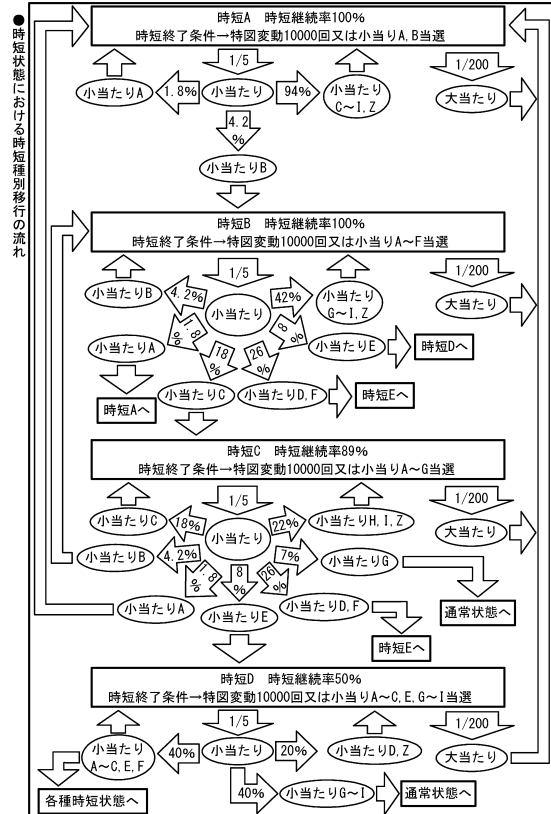 ●時短状態における時短種別移行の流れ
時短A 時短継続率100%
時短終了条件→特図変動10000回又は小当りA,B当選
1/5
1/200
小当たりA
1.8%
小当たり
94%
小当たり
C～I,Z
大当たり
4.2
%
小当たりB
時短B 時短継続率100%
時短終了条件→特図変動10000回又は小当りA～F当選
1/5
1/200
小当たりB
4.2%
小当たり
42%
小当たり
G～I,Z
大当たり
1.8
%
18
%
26
%
8
%
小当たりA
小当たりE
時短Dへ
時短Aへ
小当たりC
小当たりD,F
時短Eへ
時短C 時短継続率89%
時短終了条件→特図変動10000回又は小当りA～G当選
1/5
1/200
小当たりC
18%
小当たり
22%
小当たりH,I,Z
大当たり
小当たりB
4.2%
7%
小当たりG
1.8
%
8
%
26
%
小当たりA
小当たりE
小当たりD,F
通常状態へ
時短Eへ
時短D 時短継続率50%
時短終了条件→特図変動10000回又は小当りA～C,E,G～I当選
1/5
1/200
小当たり
A～C,E,F
40%
小当たり
20%
小当たりD,Z
大当たり
各種時短状態へ
40%
小当たりG～I
通常状態へ